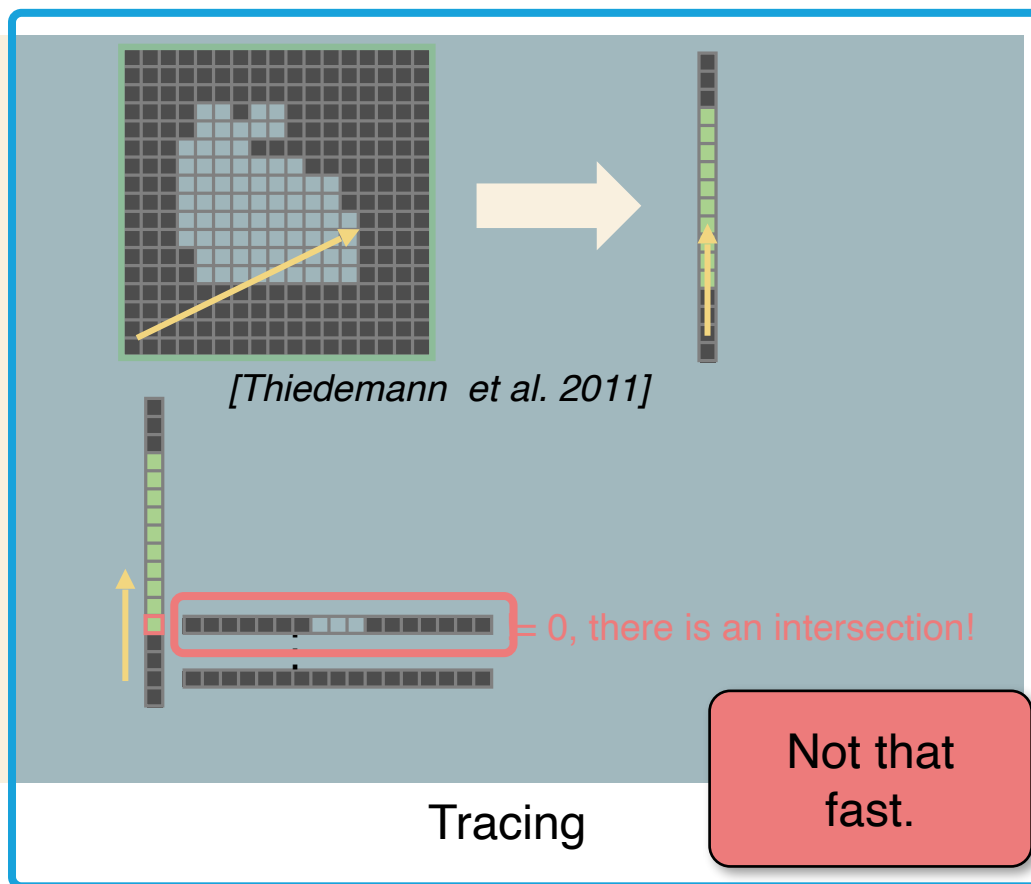 [Thiedemann et al. 2011]
= 0, there is an intersection!
Not that
fast.
Tracing